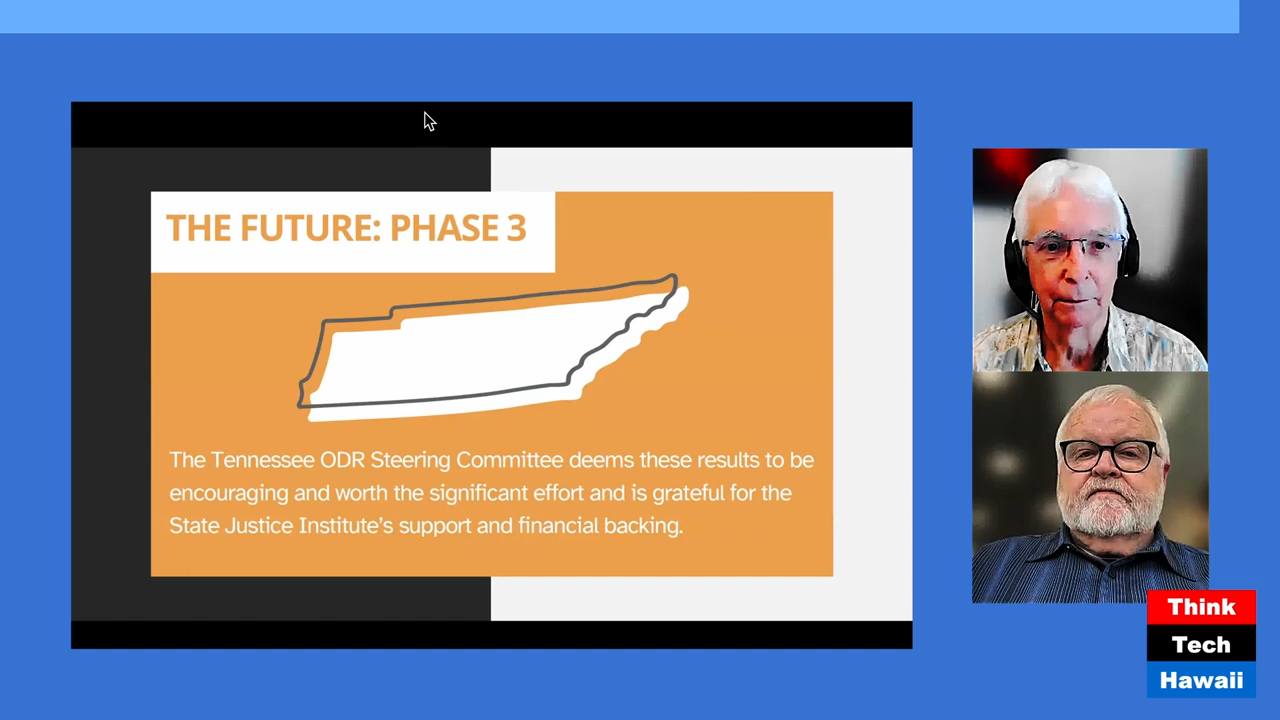 THE FUTURE: PHASE 3
The Tennessee ODR Steering Committee deems these results to be
encouraging and worth the significant effort and is grateful for the
State Justice Institute’s support and financial backing.
Think
Tech
Hawaii